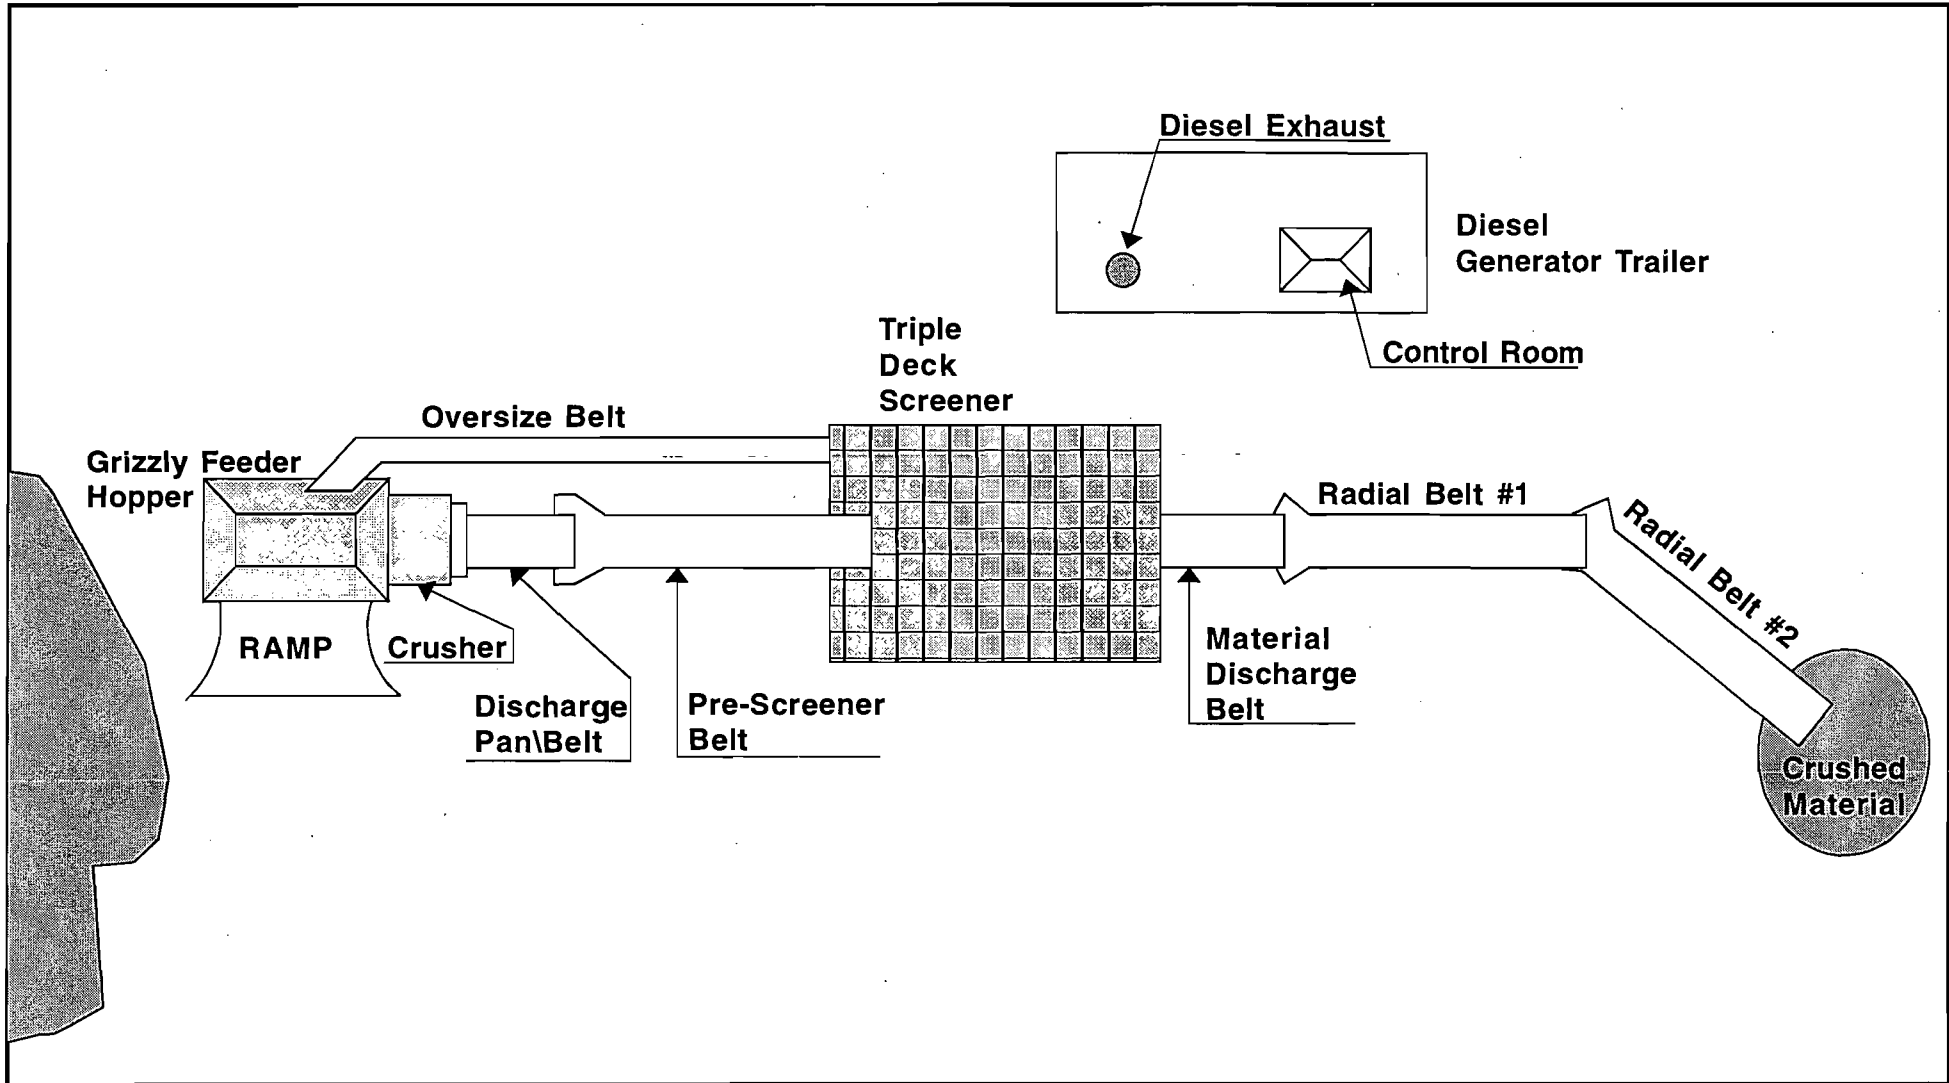 Diesel Exhaust
Diesel
Generator Trailer
Control Room
Triple
Deck
Screener
Oversize Belt
Grizzly Feeder
Hopper
Radial Belt #1
Radial Belt #2
RAMP
Crusher
Discharge
Pan\Belt
Pre-Screener
Belt
Material
Discharge
Belt
Crushed
Material